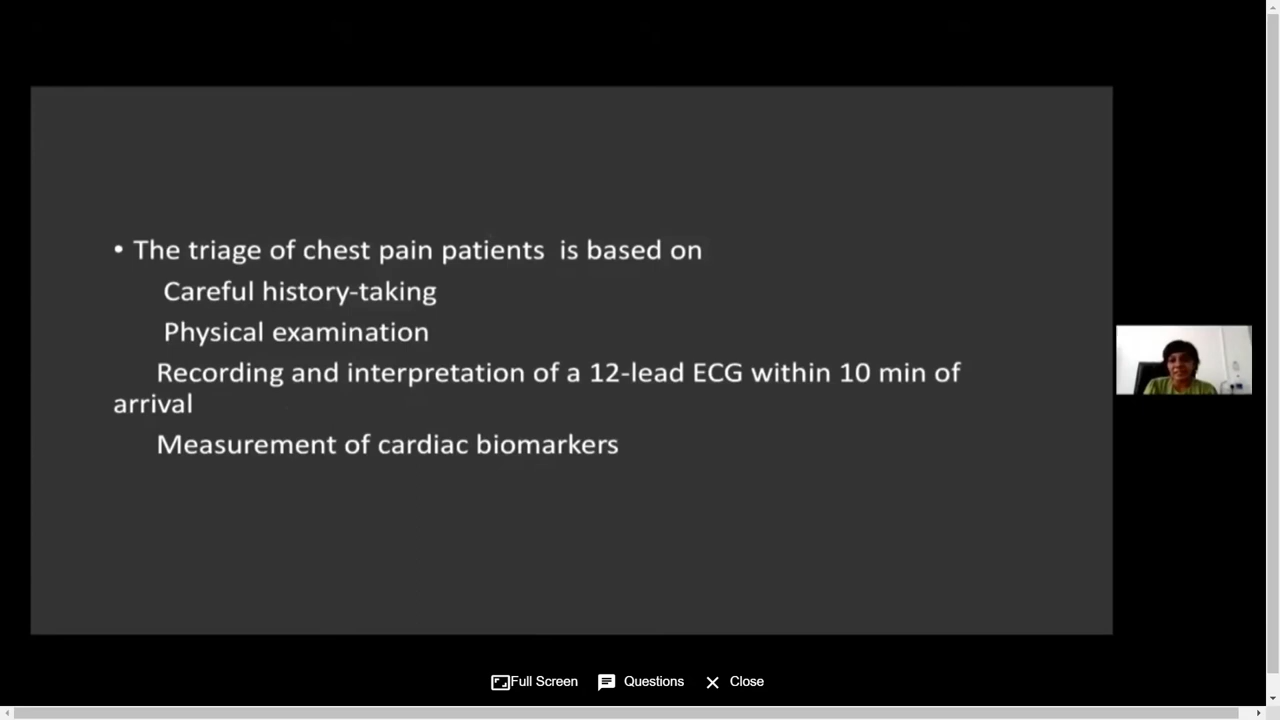 • The triage of chest pain patients is based on
Careful history-taking
Physical examination
Recording and interpretation of a 12-lead ECG within 10 min of
arrival
Measurement of cardiac biomarkers
Full Screen Questions Close